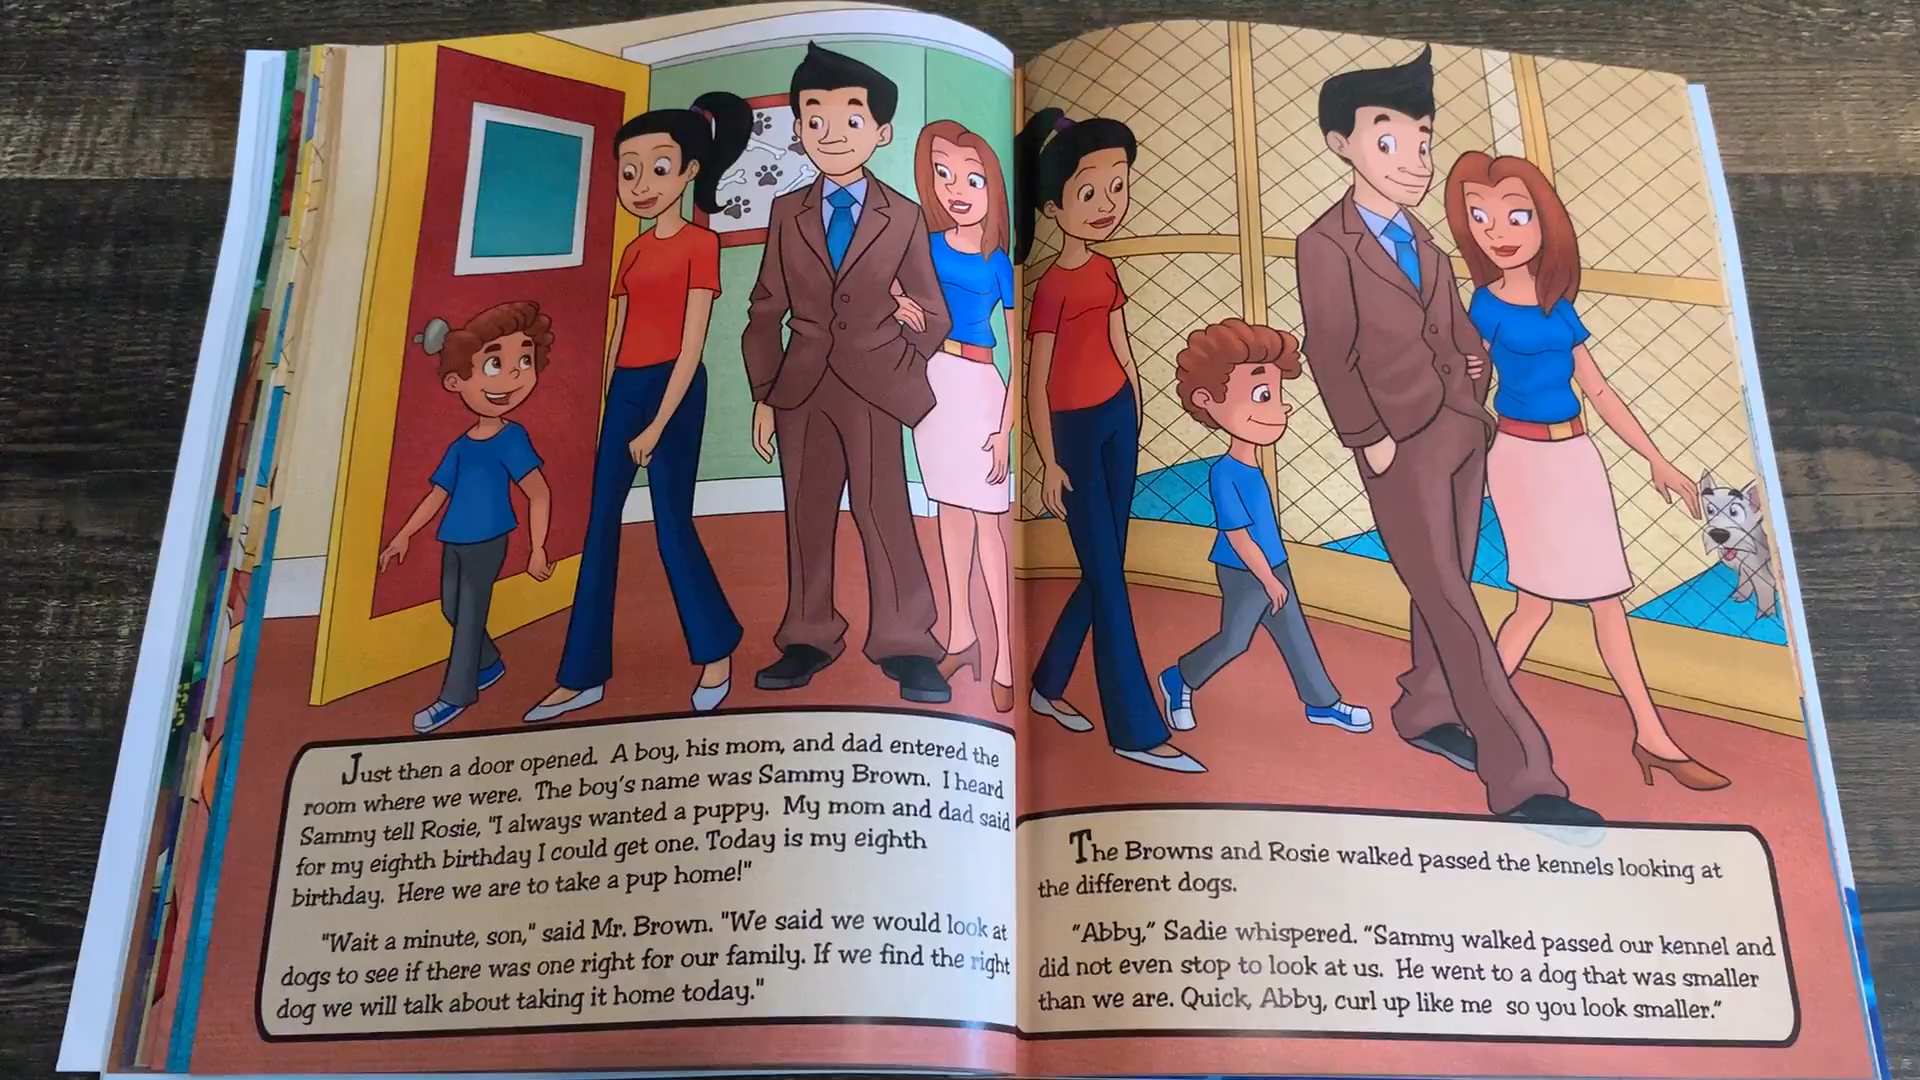 Just then a door opened. A boy, his mom, and dad entered the
room where we were. The boy's name was Sammy Brown. I heard
Sammy tell Rosie, "I always wanted a puppy. My mom and dad said
for my eighth birthday I could get one. Today is my eighth
birthday. Here we are to take a pup home!"
"Wait a minute, son," said Mr. Brown. "We said we would look at
dogs to see if there was one right for our family. If we find the right
dog we will talk about taking it home today."
The Browns and Rosie walked passed the kennels looking at
the different dogs.
"Abby," Sadie whispered. "Sammy walked passed our kennel and
did not even stop to look at us. He went to a dog that was smaller
than we are. Quick, Abby, curl up like me so you look smaller."